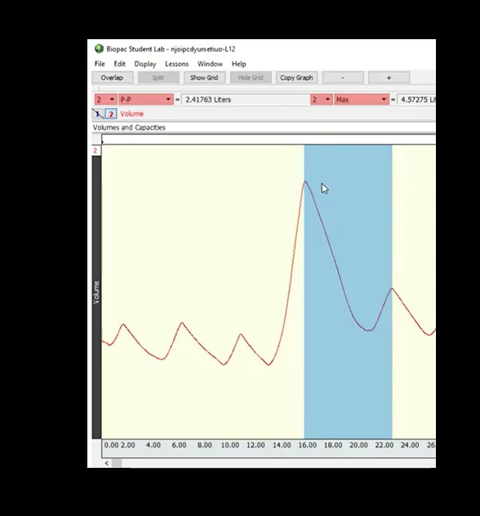 Biopac Student Lab - njoipcdyunxetiuo-L12
File Edit Display Lessons Window Help
Overlap Split Show Grid Hide Grid Copy Graph - +
2 P-P = 2.41763 Liters 2 Max = 4.57275 Lit
1 2 Volume
Volumes and Capacities
2
Volume
0.00 2.00 4.00 6.00 8.00 10.00 12.00 14.00 16.00 18.00 20.00 22.00 24.00 26